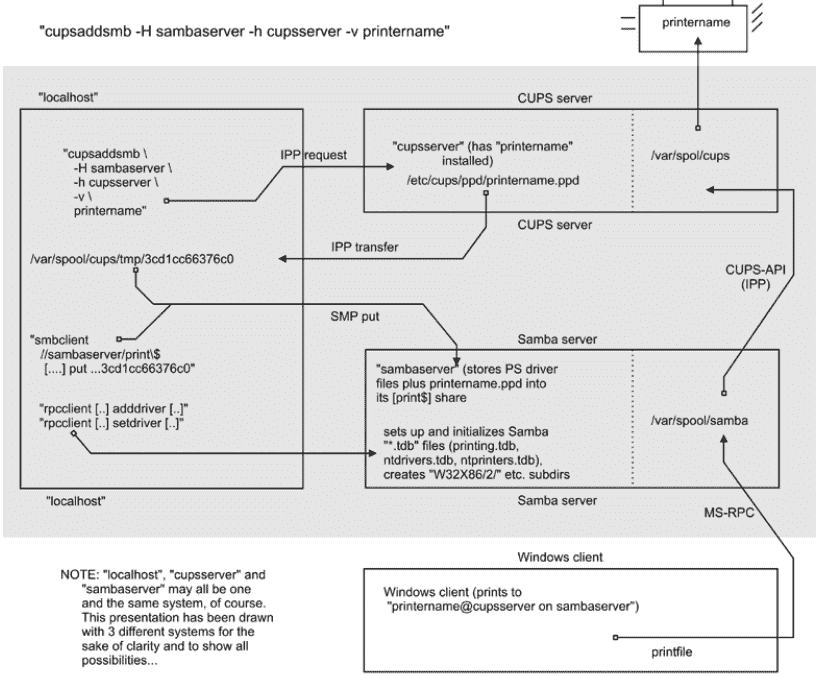 "cupsaddsmb -H sambaserver -h cupsserver -v printername"
printername
"localhost"
CUPS server
"cupsaddsmb \
-H sambaserver \
-h cupsserver \
-v \
printername"
IPP request
"cupsserver" (has "printername"
installed)
/etc/cups/ppd/printername.ppd
/var/spol/cups
CUPS server
IPP transfer
/var/spool/cups/tmp/3cd1cc66376c0
CUPS-API
(IPP)
SMP put
Samba server
"smbclient
//sambaserver/print\$
[....] put ...3cd1cc66376c0"
"sambaserver" (stores PS driver
files plus printername.ppd into
its [print$] share
"rpcclient [..] adddriver [..]"
"rpcclient [..] setdriver [..]"
sets up and initializes Samba
"*.tdb" files (printing.tdb,
ntdrivers.tdb, ntprinters.tdb),
creates "W32X86/2/" etc. subdirs
/var/spool/samba
"localhost"
Samba server
MS-RPC
Windows client
NOTE: "localhost", "cupsserver" and
"sambaserver" may all be one
and the same system, of course.
This presentation has been drawn
with 3 different systems for the
sake of clarity and to show all
possibilities...
Windows client (prints to
"printername@cupsserver on sambaserver")
printfile